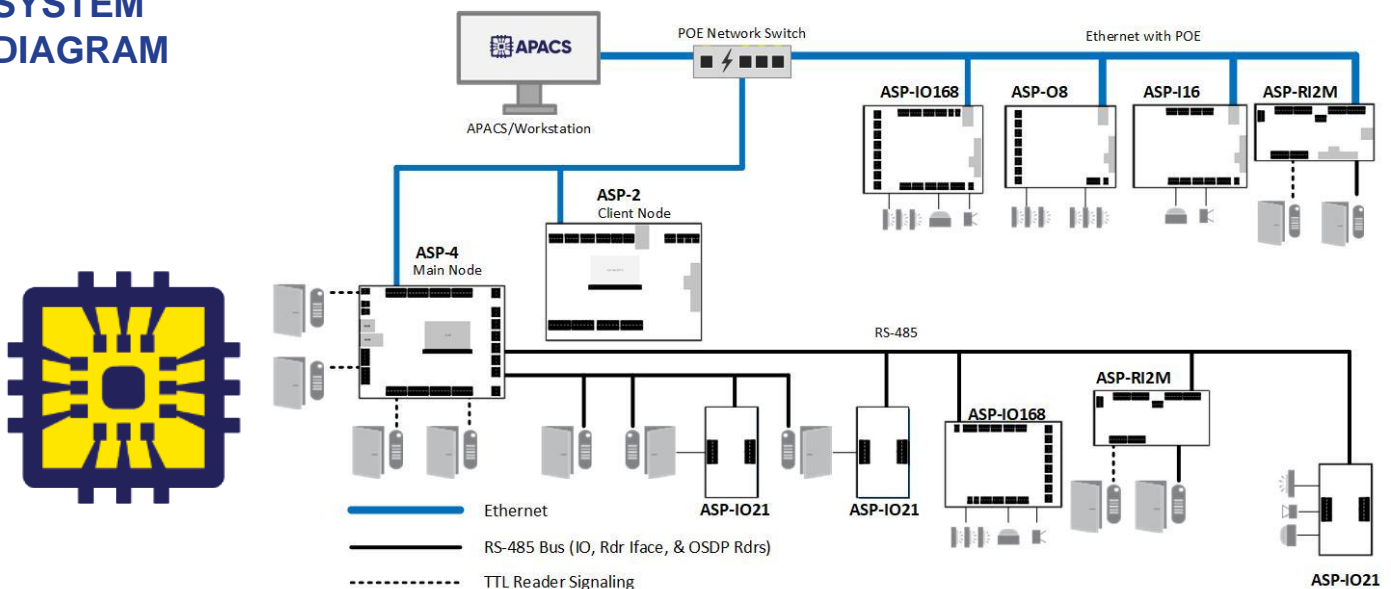 SYSTEM
DIAGRAM
APACS
APACS/Workstation
POE Network Switch
Ethernet with POE
ASP-IO168
ASP-O8
ASP-I16
ASP-RI2M
ASP-2
Client Node
ASP-4
Main Node
RS-485
ASP-RI2M
ASP-IO168
ASP-IO21
ASP-IO21
ASP-IO21
Ethernet
RS-485 Bus (IO, Rdr Iface, & OSDP Rdrs)
TTL Reader Signaling